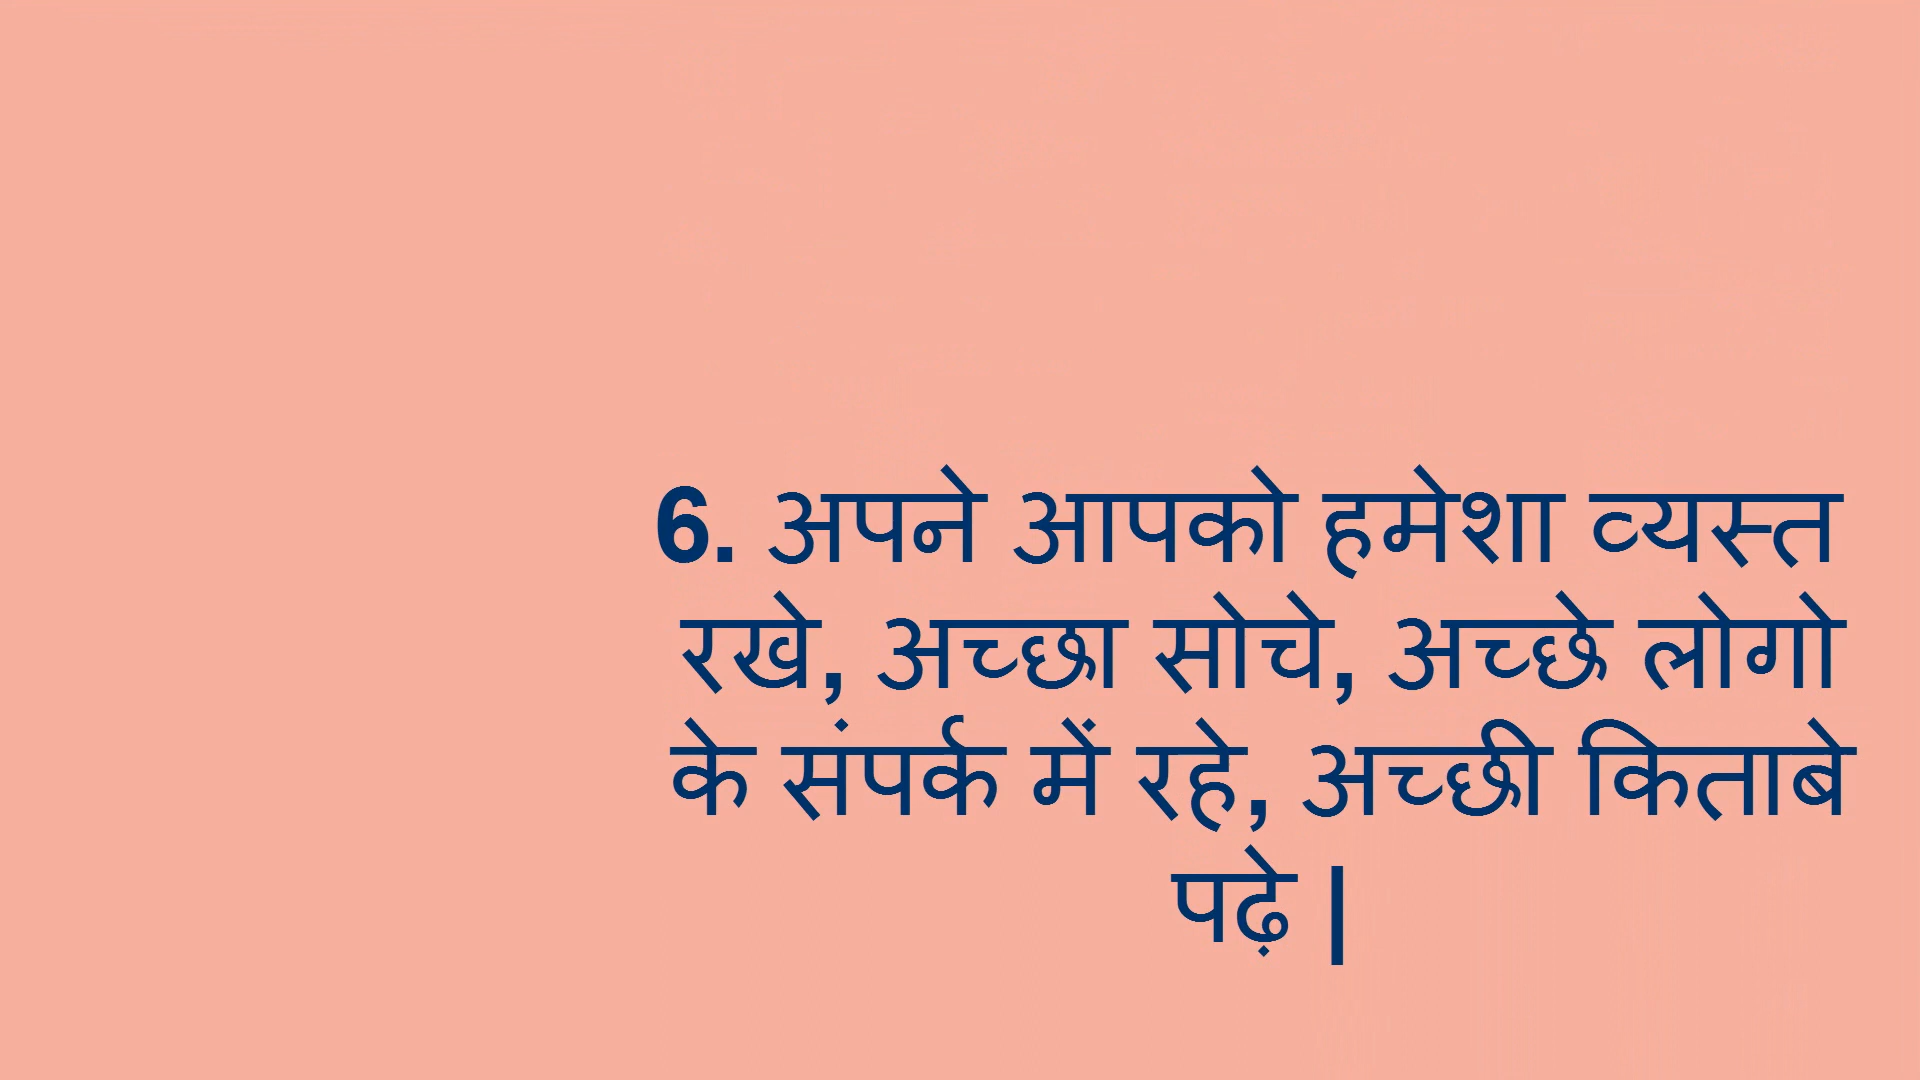 6. अपने आपको हमेशा व्यस्त
रखे, अच्छा सोचे, अच्छे लोगो
के संपर्क में रहे, अच्छी किताबे
पढ़े |